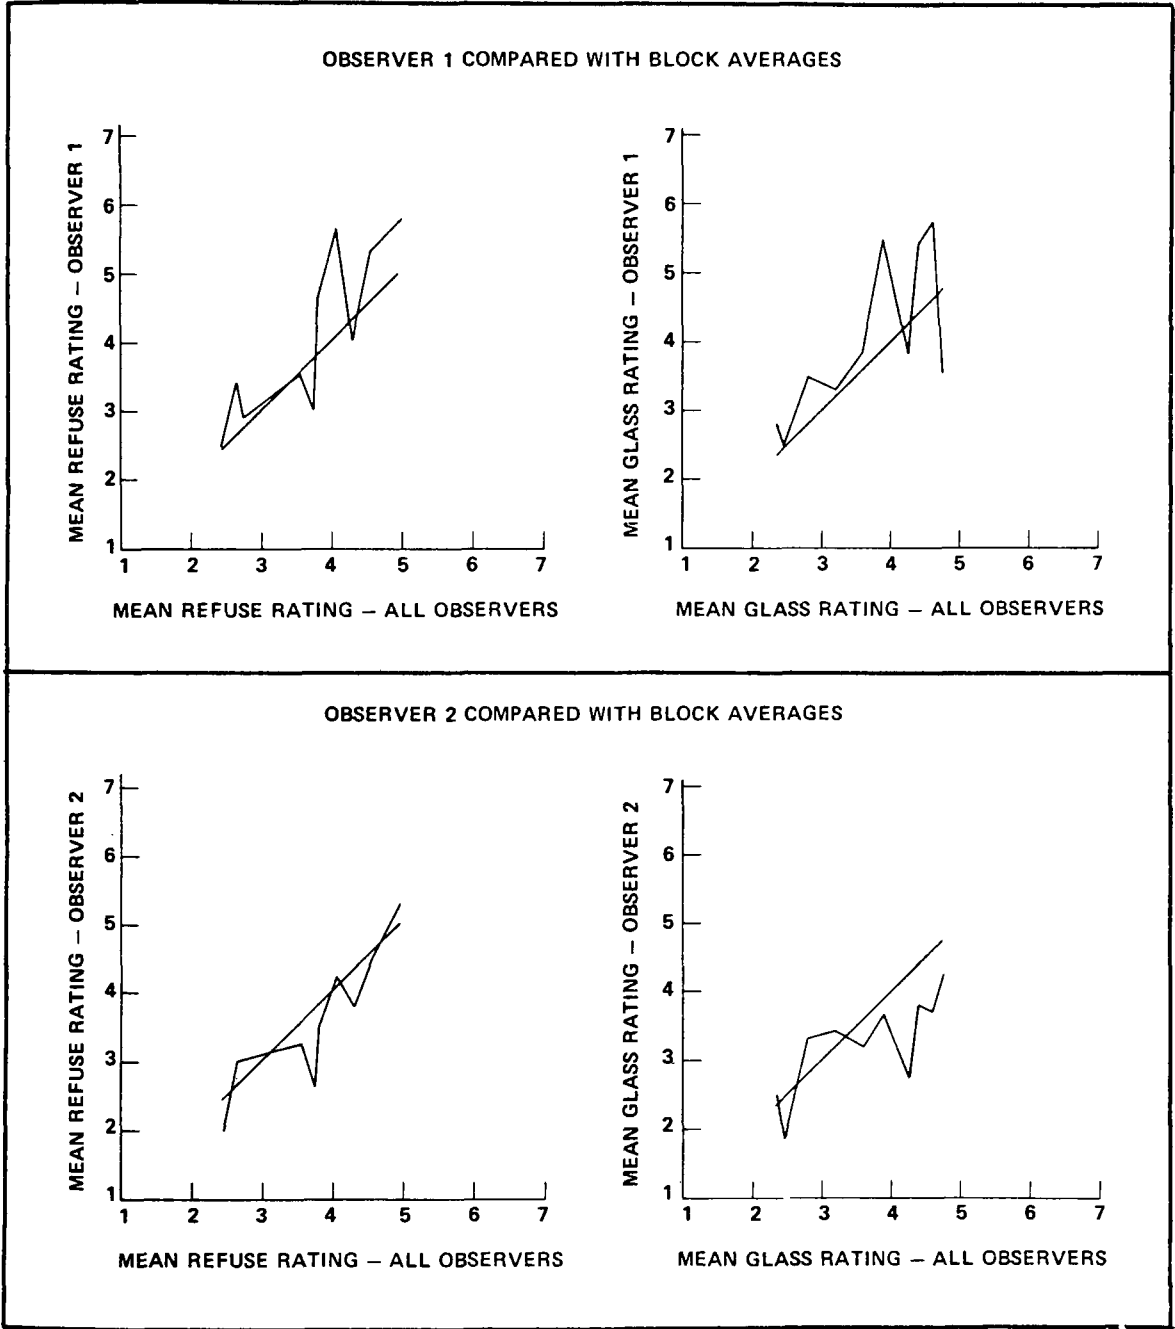 OBSERVER 1 COMPARED WITH BLOCK AVERAGES
MEAN REFUSE RATING – OBSERVER 1
7
6
5
4
3
2
1
1 2 3 4 5 6 7
MEAN REFUSE RATING – ALL OBSERVERS
MEAN GLASS RATING – OBSERVER 1
7
6
5
4
3
2
1
1 2 3 4 5 6 7
MEAN GLASS RATING – ALL OBSERVERS
OBSERVER 2 COMPARED WITH BLOCK AVERAGES
MEAN REFUSE RATING – OBSERVER 2
7
6
5
4
3
2
1
1 2 3 4 5 6 7
MEAN REFUSE RATING – ALL OBSERVERS
MEAN GLASS RATING – OBSERVER 2
7
6
5
4
3
2
1
1 2 3 4 5 6 7
MEAN GLASS RATING – ALL OBSERVERS